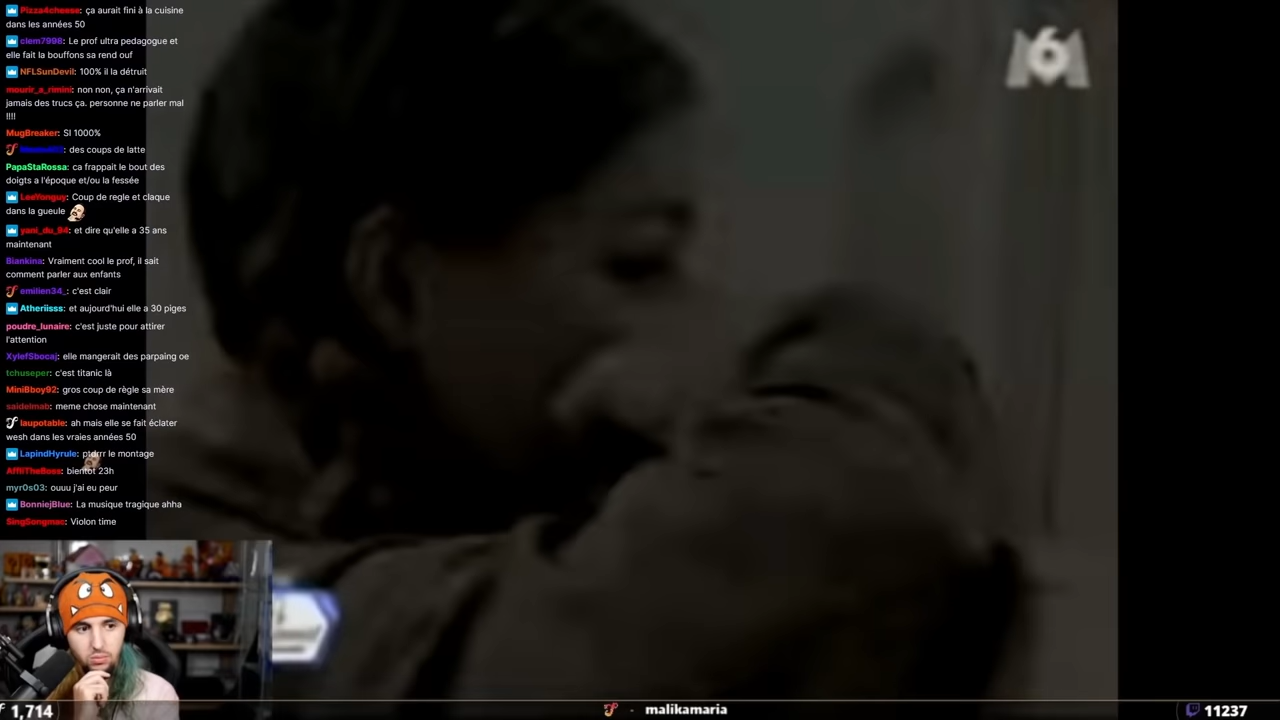 Pizza4cheese: ça aurait fini à la cuisine
dans les années 50
clem7998: Le prof ultra pedagogue et
elle fait la bouffons sa rend ouf
NFLSunDevil: 100% il la détruit
mourir_a_rimini: non non, ça n'arrivait
jamais des trucs ça. personne ne parler mal
!!!!
MugBreaker: SI 1000%
: des coups de latte
PapaStaRossa: ca frappait le bout des
doigts a l'époque et/ou la fessée
LeeYonguy: Coup de regle et claque
dans la gueule
yani_du_94: et dire qu'elle a 35 ans
maintenant
Biankina: Vraiment cool le prof, il sait
comment parler aux enfants
emilien34_: c'est clair
Atheriisss: et aujourd'hui elle a 30 piges
poudre_lunaire: c'est juste pour attirer
l'attention
XylefSbocaj: elle mangerait des parpaing oe
tchuseper: c'est titanic là
MiniBboy92: gros coup de règle sa mère
saidelmab: meme chose maintenant
laupotable: ah mais elle se fait éclater
wesh dans les vraies années 50
LapindHyrule: ptdrrr le montage
AffliTheBoss: bientot 23h
myr0s03: ouuu j'ai eu peur
BonniejBlue: La musique tragique ahha
SingSongmac: Violon time
M6
1,714
- malikamaria
11237